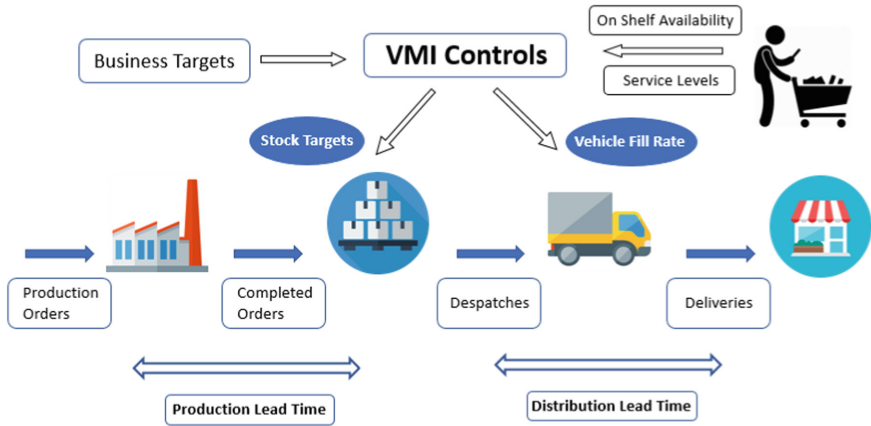 On Shelf Availability
Business Targets
VMI Controls
Service Levels
Stock Targets
Vehicle Fill Rate
Production
Orders
Completed
Orders
Despatches
Deliveries
Production Lead Time
Distribution Lead Time